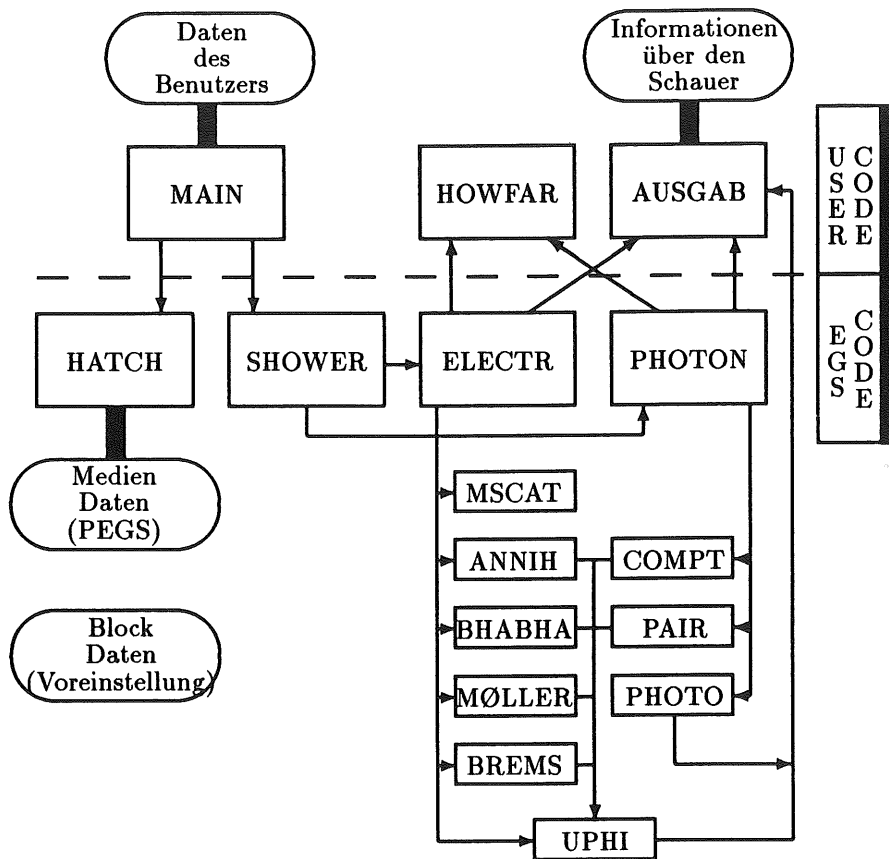 Daten
des
Benutzers
Informationen
über den
Schauer
MAIN
HOWFAR
AUSGAB
USER
CODE
HATCH
SHOWER
ELECTR
PHOTON
EGS
CODE
Medien
Daten
(PEGS)
MSCAT
ANNIH
COMPT
Block
Daten
(Voreinstellung)
BHABHA
PAIR
MØLLER
PHOTO
BREMS
UPHI